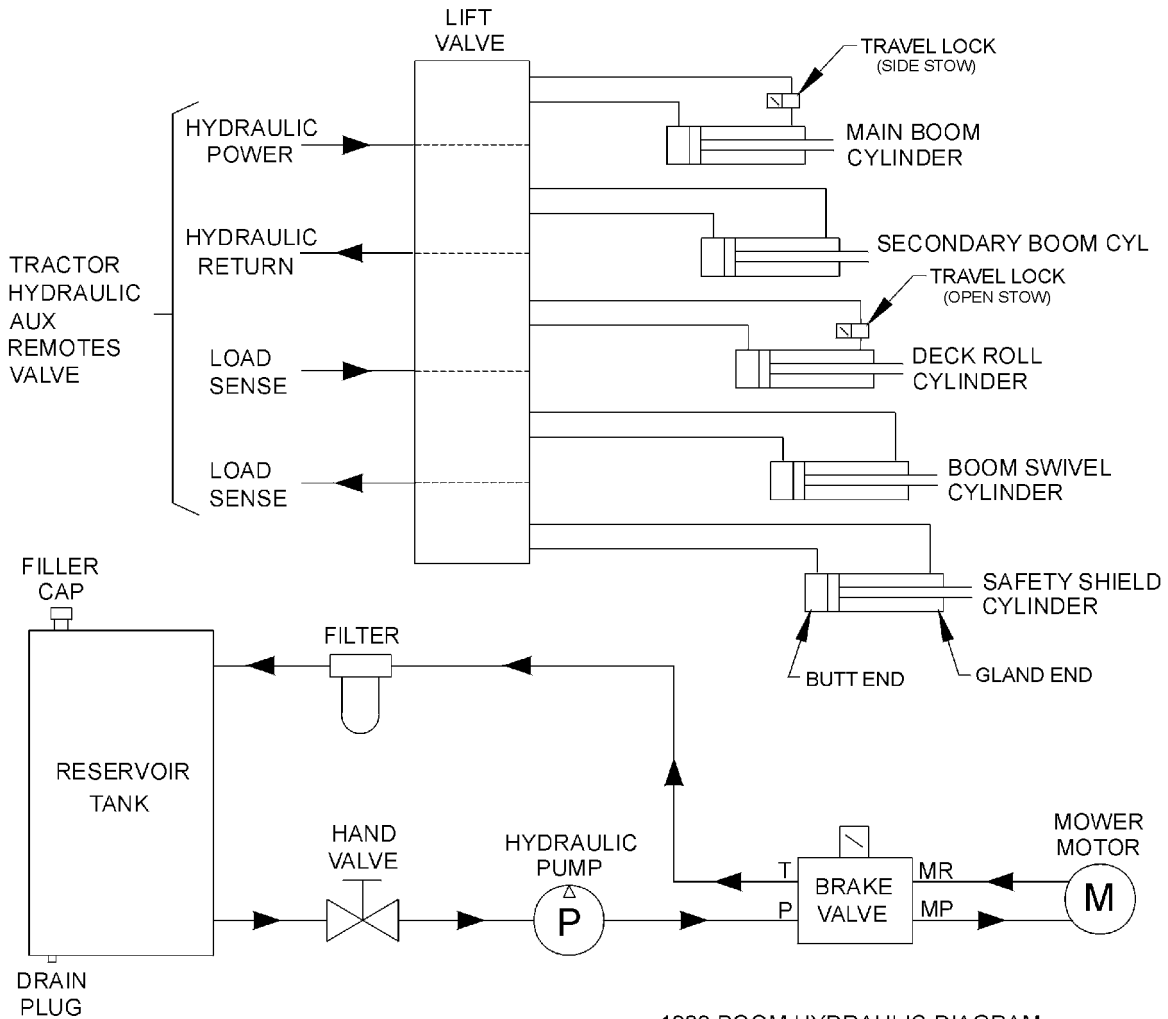 LIFT
VALVE
TRAVEL LOCK
(SIDE STOW)
HYDRAULIC
POWER
MAIN BOOM
CYLINDER
HYDRAULIC
RETURN
SECONDARY BOOM CYL
TRACTOR
HYDRAULIC
AUX
REMOTES
VALVE
TRAVEL LOCK
(OPEN STOW)
LOAD
SENSE
DECK ROLL
CYLINDER
LOAD
SENSE
BOOM SWIVEL
CYLINDER
FILLER
CAP
SAFETY SHIELD
CYLINDER
FILTER
BUTT END
GLAND END
RESERVOIR
TANK
HAND
VALVE
HYDRAULIC
PUMP
P
MOWER
MOTOR
T
P
BRAKE
VALVE
MR
MP
M
DRAIN
PLUG
BOOM HYDRAULIC DIAGRAM